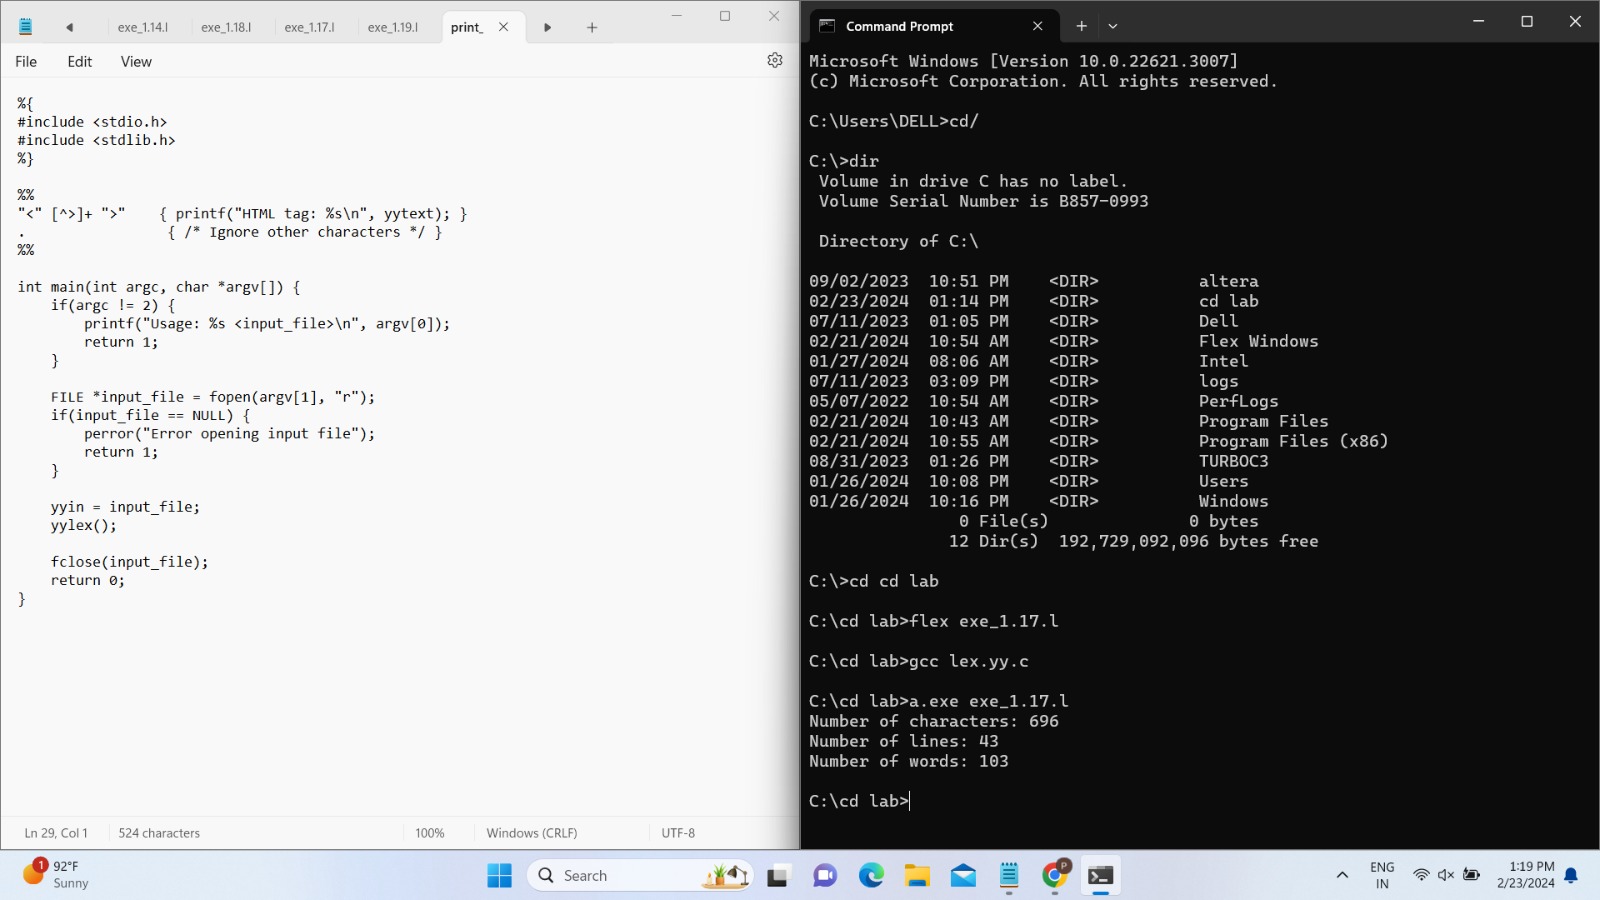 exe_1.14.l exe_1.18.l exe_1.17.l exe_1.19.l print_
File Edit View
%{
#include <stdio.h>
#include <stdlib.h>
%}
%%
"<" [^>]+ ">"    { printf("HTML tag: %s\n", yytext); }
.                 { /* Ignore other characters */ }
%%
int main(int argc, char *argv[]) {
    if(argc != 2) {
        printf("Usage: %s <input_file>\n", argv[0]);
        return 1;
    }
    FILE *input_file = fopen(argv[1], "r");
    if(input_file == NULL) {
        perror("Error opening input file");
        return 1;
    }
    yyin = input_file;
    yylex();
    fclose(input_file);
    return 0;
}
Ln 29, Col 1 524 characters 100% Windows (CRLF) UTF-8
Command Prompt
Microsoft Windows [Version 10.0.22621.3007]
(c) Microsoft Corporation. All rights reserved.
C:\Users\DELL>cd/
C:\>dir
 Volume in drive C has no label.
 Volume Serial Number is B857-0993
 Directory of C:\
09/02/2023  10:51 PM    <DIR>          altera
02/23/2024  01:14 PM    <DIR>          cd lab
07/11/2023  01:05 PM    <DIR>          Dell
02/21/2024  10:54 AM    <DIR>          Flex Windows
01/27/2024  08:06 AM    <DIR>          Intel
07/11/2023  03:09 PM    <DIR>          logs
05/07/2022  10:54 AM    <DIR>          PerfLogs
02/21/2024  10:43 AM    <DIR>          Program Files
02/21/2024  10:55 AM    <DIR>          Program Files (x86)
08/31/2023  01:26 PM    <DIR>          TURBOC3
01/26/2024  10:08 PM    <DIR>          Users
01/26/2024  10:16 PM    <DIR>          Windows
               0 File(s)              0 bytes
              12 Dir(s)  192,729,092,096 bytes free
C:\>cd cd lab
C:\cd lab>flex exe_1.17.l
C:\cd lab>gcc lex.yy.c
C:\cd lab>a.exe exe_1.17.l
Number of characters: 696
Number of lines: 43
Number of words: 103
C:\cd lab>
1
92°F
Sunny
Search
P
ENG
IN
1:19 PM
2/23/2024